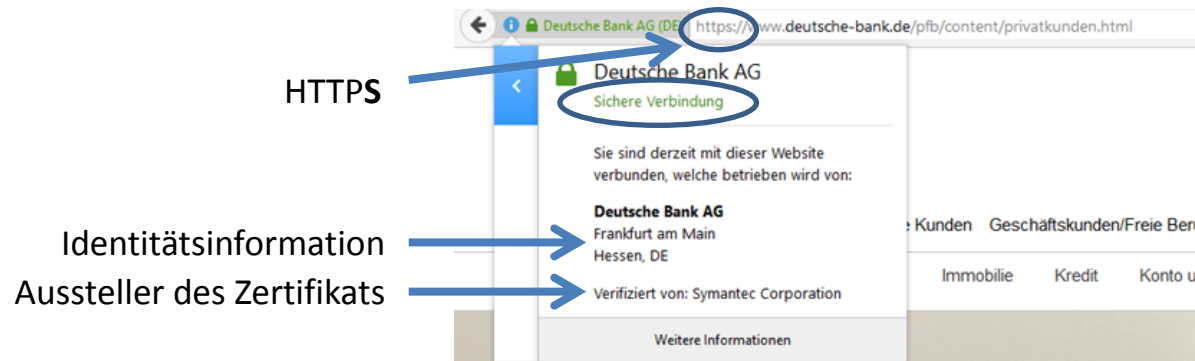 Deutsche Bank AG (DE) https://www.deutsche-bank.de/pfb/content/privatkunden.html
HTTPS
Deutsche Bank AG
Sichere Verbindung
Sie sind derzeit mit dieser Website
verbunden, welche betrieben wird von:
Deutsche Bank AG
Frankfurt am Main
Hessen, DE
Identitätsinformation
Aussteller des Zertifikats
Verifiziert von: Symantec Corporation
Weitere Informationen
Kunden Geschäftskunden/Freie Beru
Immobilie Kredit Konto u